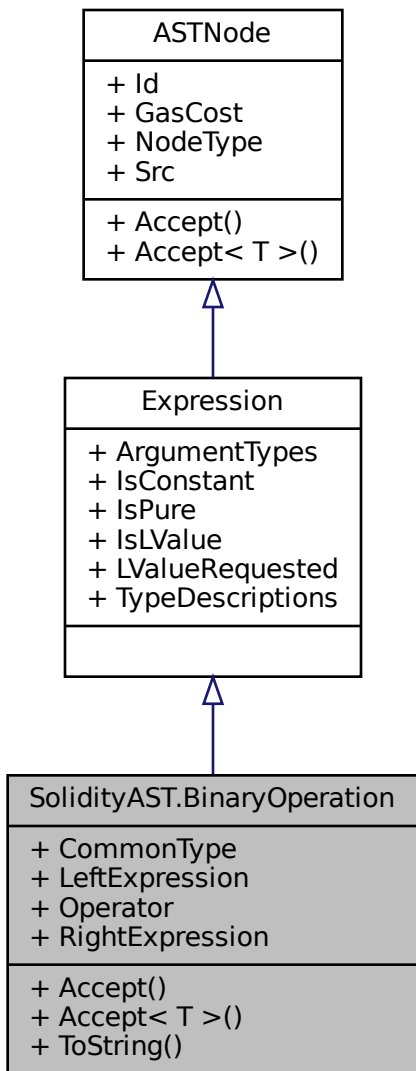 ASTNode
+ Id
+ GasCost
+ NodeType
+ Src
+ Accept()
+ Accept< T >()
Expression
+ ArgumentTypes
+ IsConstant
+ IsPure
+ IsLValue
+ LValueRequested
+ TypeDescriptions
SolidityAST.BinaryOperation
+ CommonType
+ LeftExpression
+ Operator
+ RightExpression
+ Accept()
+ Accept< T >()
+ ToString()